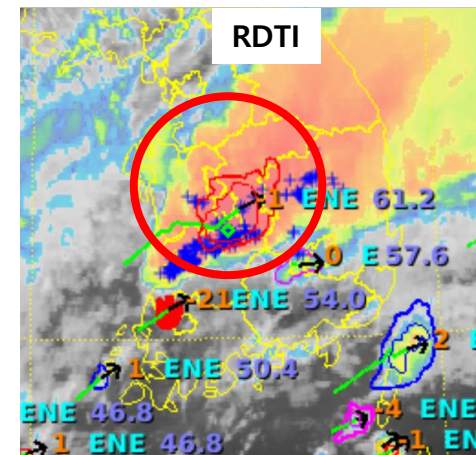 RDTI
1 ENE 61.2
0 E 57.6
21 ENE 54.0
2
1 ENE 50.4
ENE 46.8
4 ENE
1 ENE 46.8
1 EN